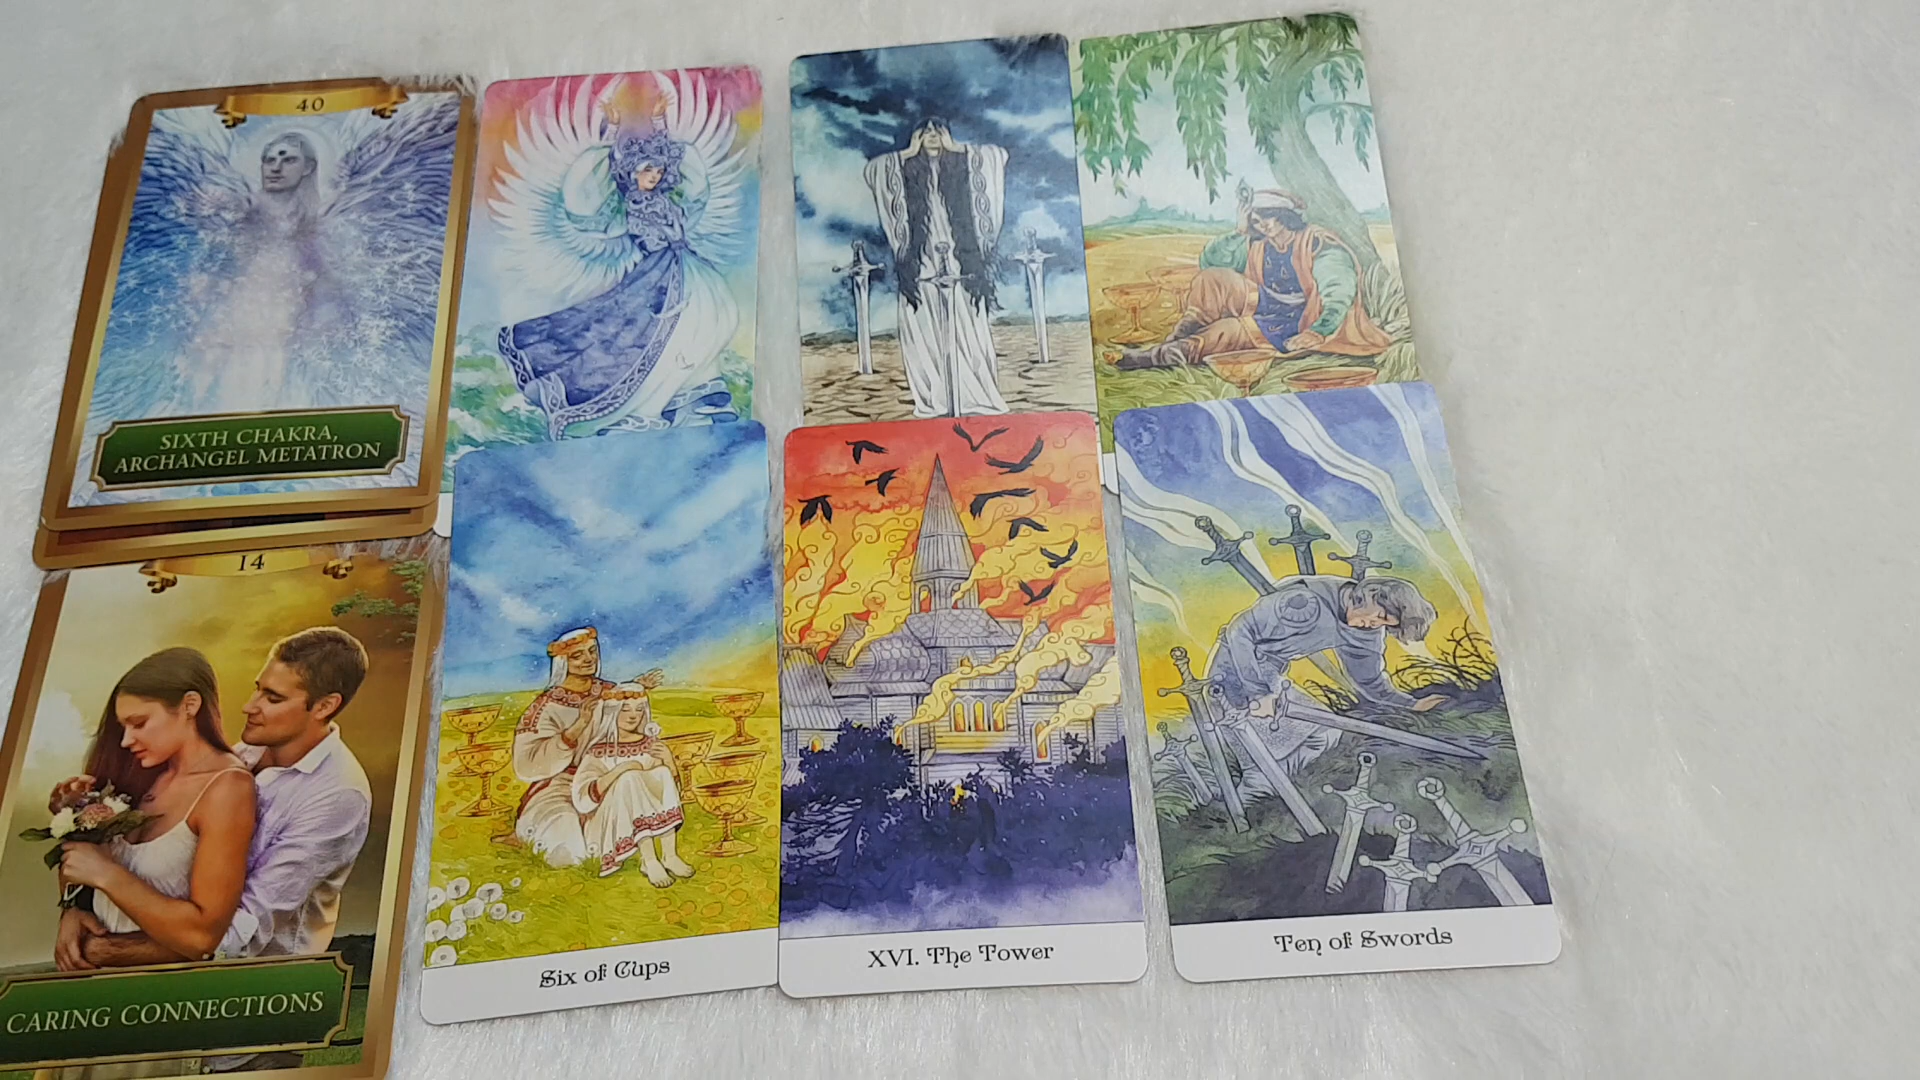 40
SIXTH CHAKRA,
ARCHANGEL METATRON
14
CARING CONNECTIONS
Six of Cups
XVI. The Tower
Ten of Swords